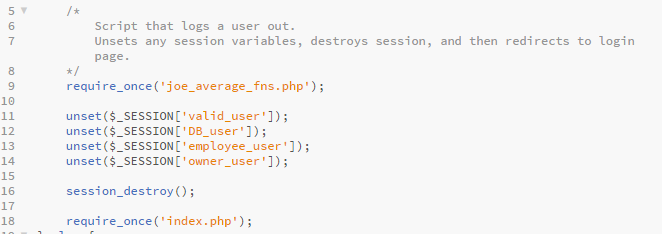 5 /*
6 Script that logs a user out.
7 Unsets any session variables, destroys session, and then redirects to login
page.
8 */
9 require_once('joe_average_fns.php');
10
11 unset($_SESSION['valid_user']);
12 unset($_SESSION['DB_user']);
13 unset($_SESSION['employee_user']);
14 unset($_SESSION['owner_user']);
15
16 session_destroy();
17
18 require_once('index.php');